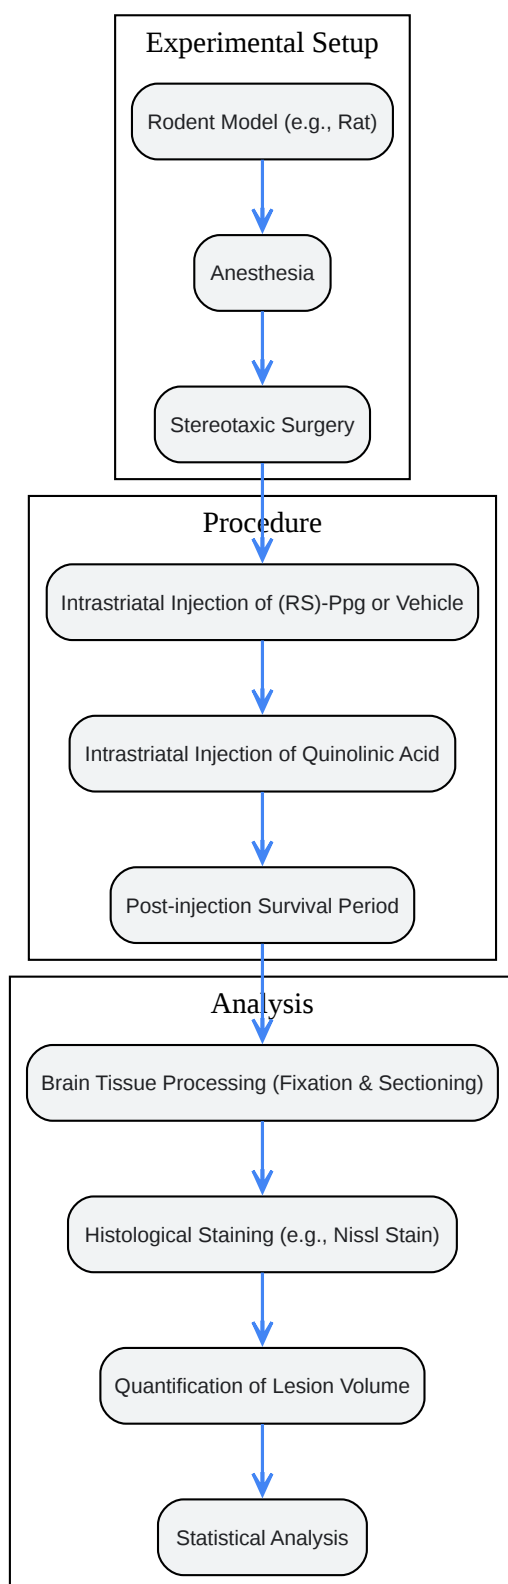 Experimental Setup
Rodent Model (e.g., Rat)
Anesthesia
Stereotaxic Surgery
Procedure
Intrastriatal Injection of (RS)-Ppg or Vehicle
Intrastriatal Injection of Quinolinic Acid
Post-injection Survival Period
Analysis
Brain Tissue Processing (Fixation & Sectioning)
Histological Staining (e.g., Nissl Stain)
Quantification of Lesion Volume
Statistical Analysis